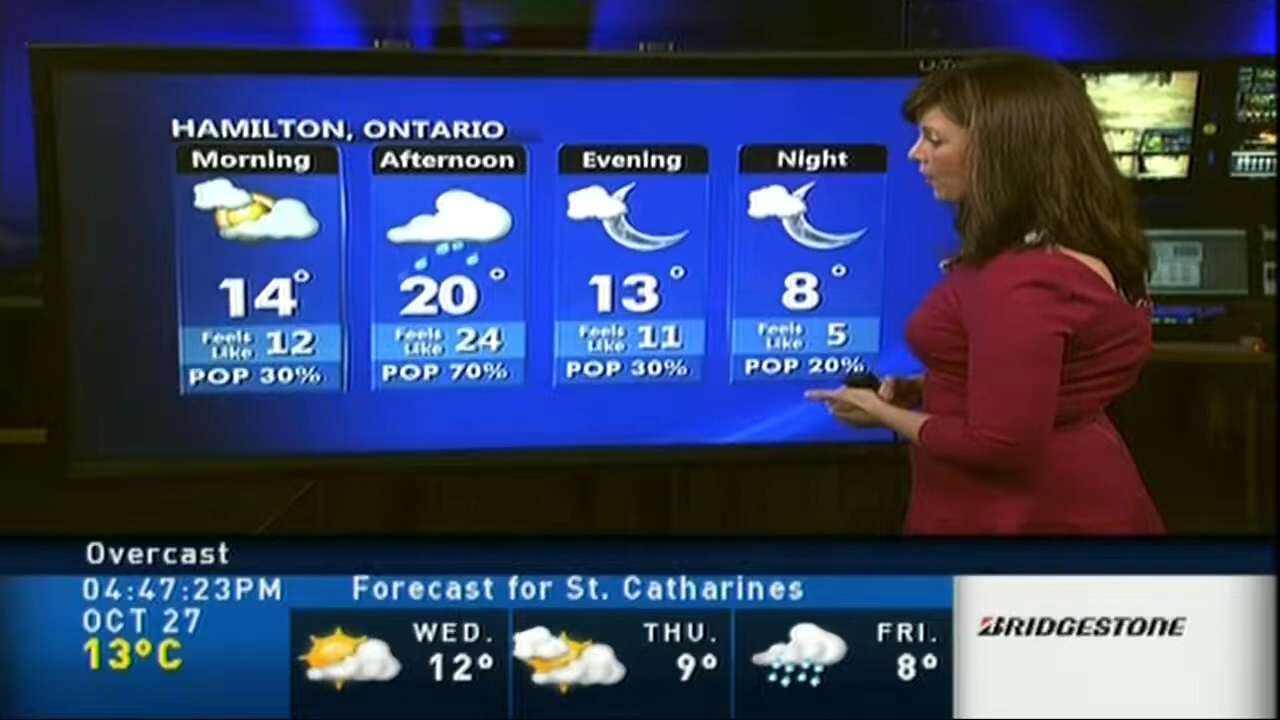 HAMILTON, ONTARIO
Morning Afternoon Evening Night
14° 20° 13° 8°
Feels Like 12 Feels Like 24 Feels Like 11 Feels Like 5
POP 30% POP 70% POP 30% POP 20%
Overcast
04:47:23PM
OCT 27
13°C
Forecast for St. Catharines
WED. THU. FRI.
12° 9° 8°
BRIDGESTONE